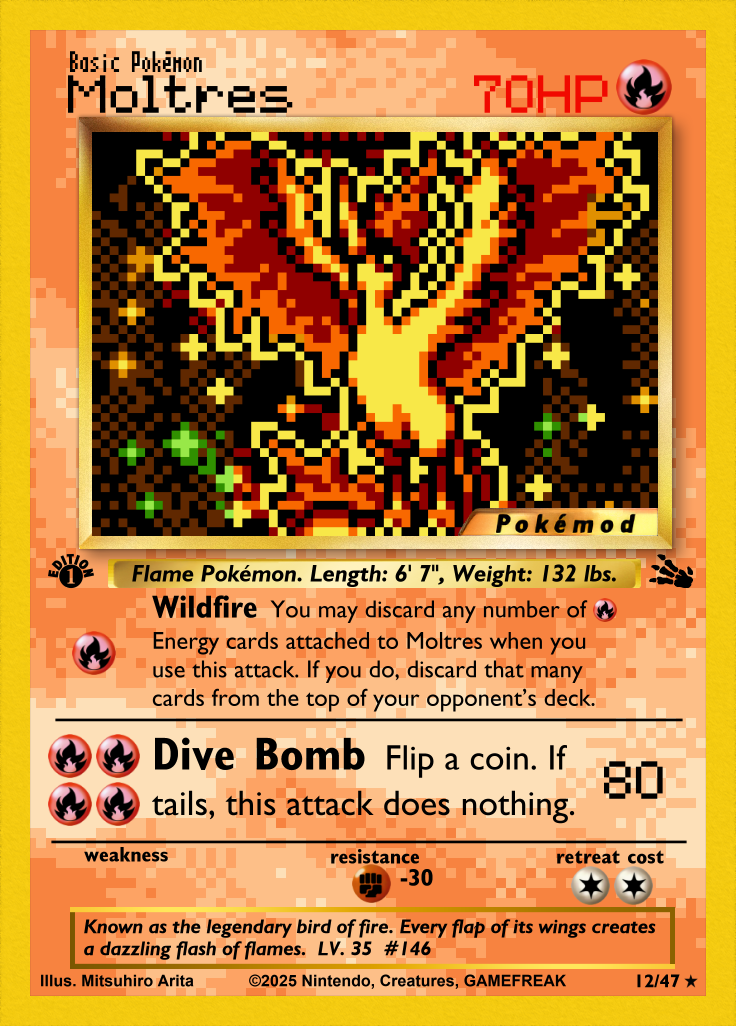 Basic Pokémon
Moltres 70HP
Pokémod
EDITION 1
Flame Pokémon. Length: 6' 7", Weight: 132 lbs.
Wildfire You may discard any number of
Energy cards attached to Moltres when you
use this attack. If you do, discard that many
cards from the top of your opponent's deck.
Dive Bomb Flip a coin. If 80
tails, this attack does nothing.
weakness resistance retreat cost
-30
Known as the legendary bird of fire. Every flap of its wings creates
a dazzling flash of flames. LV. 35 #146
Illus. Mitsuhiro Arita ©2025 Nintendo, Creatures, GAMEFREAK 12/47 ★